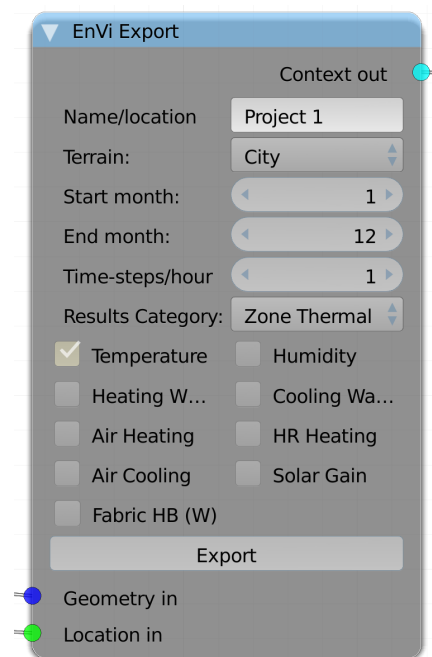 EnVi Export
Context out
Name/location Project 1
Terrain: City
Start month: 1
End month: 12
Time-steps/hour 1
Results Category: Zone Thermal
Temperature Humidity
Heating W... Cooling Wa...
Air Heating HR Heating
Air Cooling Solar Gain
Fabric HB (W)
Export
Geometry in
Location in